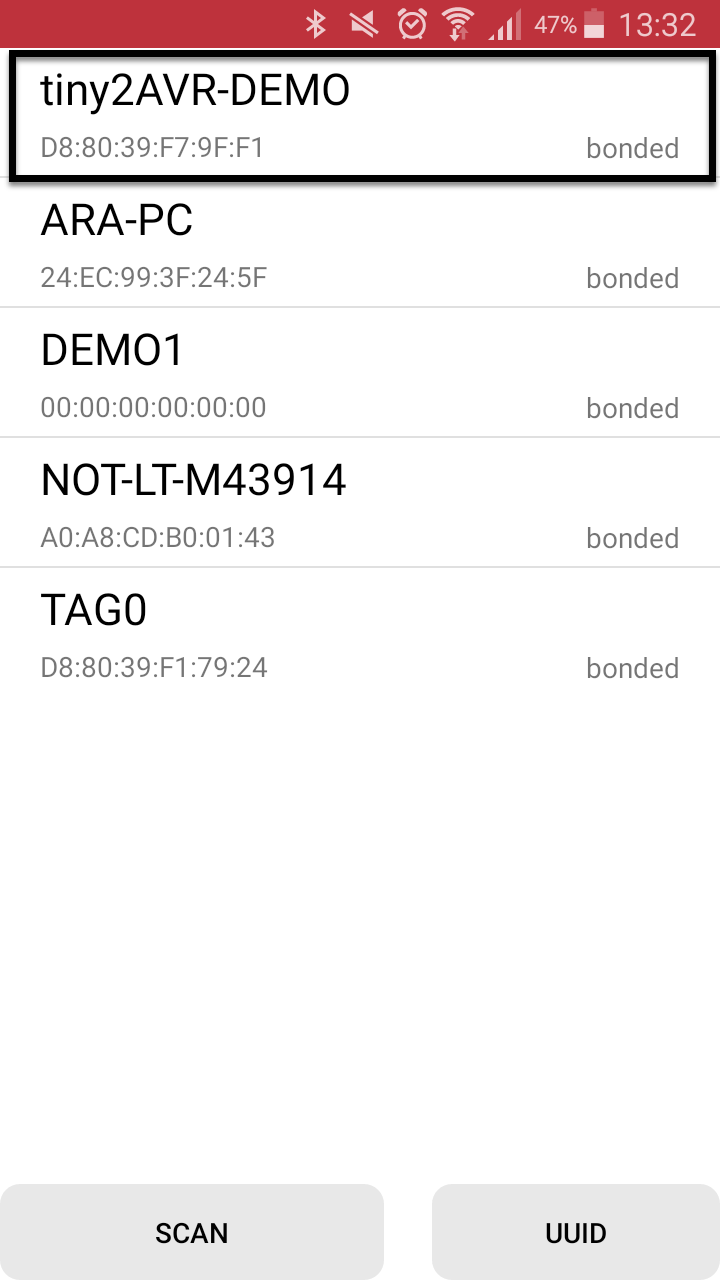 47% 13:32
tiny2AVR-DEMO
D8:80:39:F7:9F:F1 bonded
ARA-PC
24:EC:99:3F:24:5F bonded
DEMO1
00:00:00:00:00:00 bonded
NOT-LT-M43914
A0:A8:CD:B0:01:43 bonded
TAG0
D8:80:39:F1:79:24 bonded
SCAN UUID